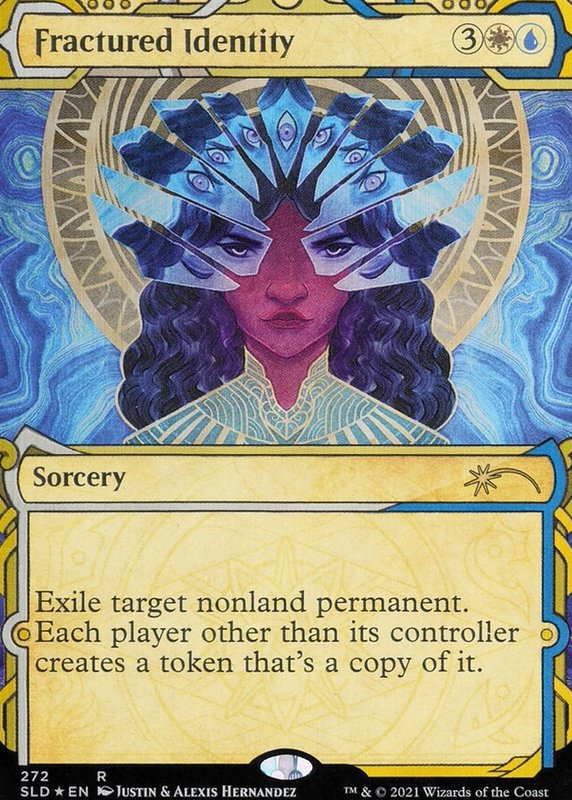 Fractured Identity 3
Sorcery
Exile target nonland permanent.
Each player other than its controller
creates a token that's a copy of it.
272 R
SLD★EN JUSTIN & ALEXIS HERNANDEZ ™ & © 2021 Wizards of the Coast